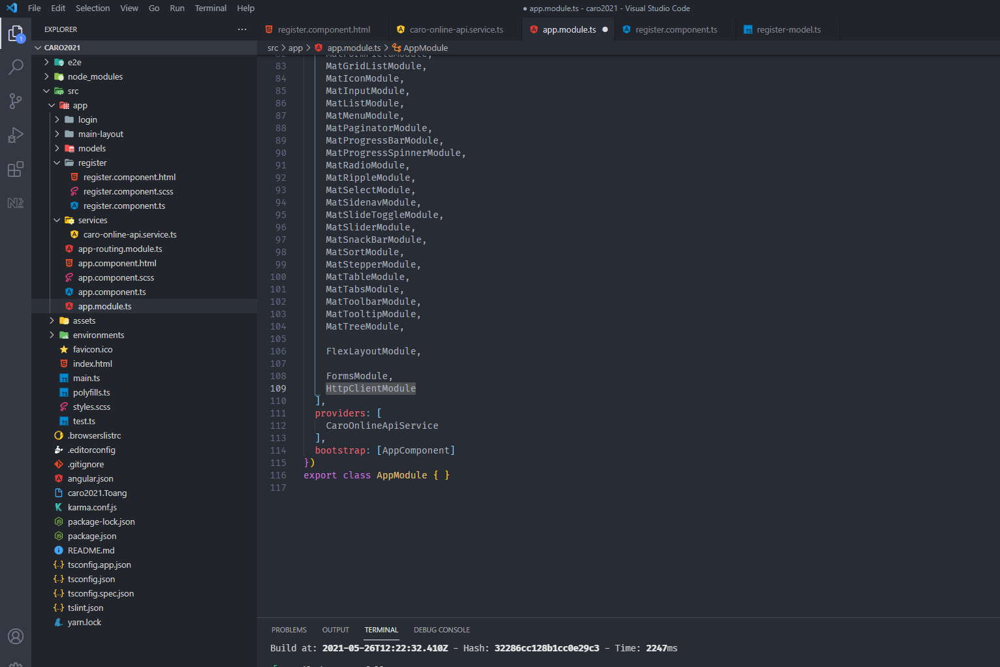 File Edit Selection View Go Run Terminal Help
● app.module.ts - caro2021 - Visual Studio Code
EXPLORER ···
register.component.html caro-online-api.service.ts app.module.ts ● register.component.ts register-model.ts
1
CARO2021
src > app > app.module.ts > AppModule
e2e
node_modules
src
app
login
main-layout
models
register
register.component.html
register.component.scss
register.component.ts
services
caro-online-api.service.ts
app-routing.module.ts
app.component.html
app.component.scss
app.component.ts
app.module.ts
assets
environments
favicon.ico
index.html
main.ts
polyfills.ts
styles.scss
test.ts
.browserslistrc
.editorconfig
.gitignore
angular.json
caro2021.Toang
karma.conf.js
package-lock.json
package.json
README.md
tsconfig.app.json
tsconfig.json
tsconfig.spec.json
tslint.json
yarn.lock
82 MatFormFieldModule,
83 MatGridListModule,
84 MatIconModule,
85 MatInputModule,
86 MatListModule,
87 MatMenuModule,
88 MatPaginatorModule,
89 MatProgressBarModule,
90 MatProgressSpinnerModule,
91 MatRadioModule,
92 MatRippleModule,
93 MatSelectModule,
94 MatSidenavModule,
95 MatSlideToggleModule,
96 MatSliderModule,
97 MatSnackBarModule,
98 MatSortModule,
99 MatStepperModule,
100 MatTableModule,
101 MatTabsModule,
102 MatToolbarModule,
103 MatTooltipModule,
104 MatTreeModule,
105
106 FlexLayoutModule,
107
108 FormsModule,
109 HttpClientModule
110 ],
111 providers: [
112 CaroOnlineApiService
113 ],
114 bootstrap: [AppComponent]
115 })
116 export class AppModule { }
117
PROBLEMS OUTPUT TERMINAL DEBUG CONSOLE
Build at: 2021-05-26T12:22:32.410Z - Hash: 32286cc128b1cc0e29c3 - Time: 2247ms